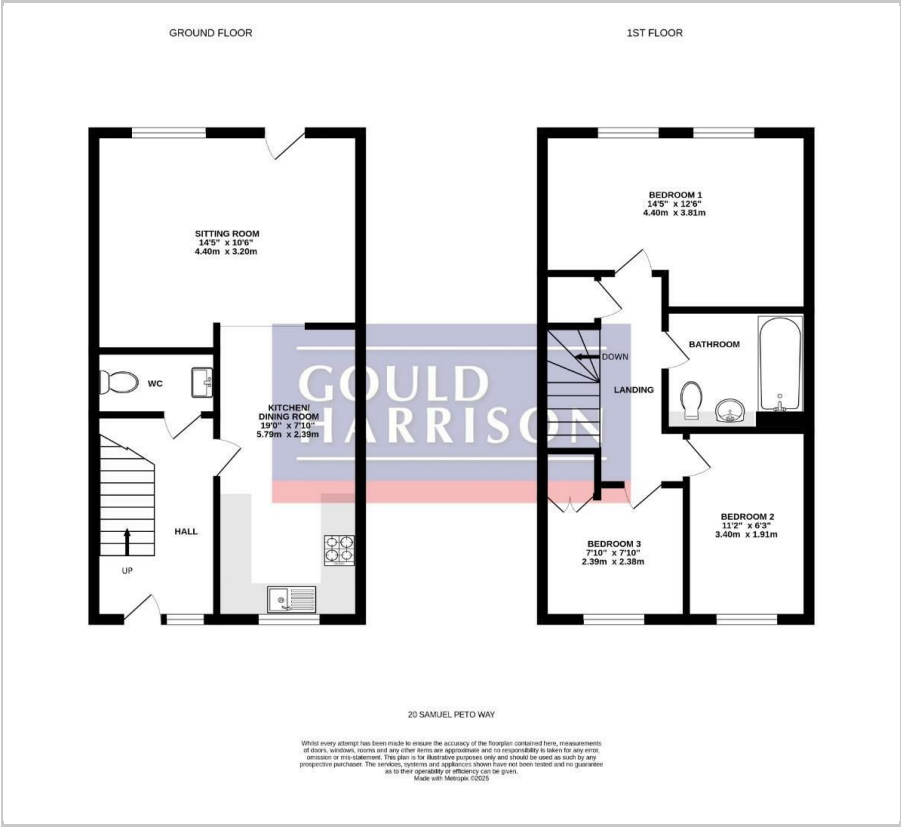 GROUND FLOOR
1ST FLOOR
SITTING ROOM
14'5" x 10'6"
4.40m x 3.20m
WC
KITCHEN/
DINING ROOM
19'0" x 7'10"
5.79m x 2.39m
HALL
UP
BEDROOM 1
14'5" x 12'6"
4.40m x 3.81m
BATHROOM
DOWN
LANDING
BEDROOM 2
11'2" x 6'3"
3.40m x 1.91m
BEDROOM 3
7'10" x 7'10"
2.39m x 2.38m
GOULD
HARRISON
20 SAMUEL PETO WAY
Whilst every attempt has been made to ensure the accuracy of the floorplan contained here, measurements
of doors, windows, rooms and any other items are approximate and no responsibility is taken for any error,
omission or mis-statement. This plan is for illustrative purposes only and should be used as such by any
prospective purchaser. The services, systems and appliances shown have not been tested and no guarantee
as to their operability or efficiency can be given.
Made with Metropix ©2025